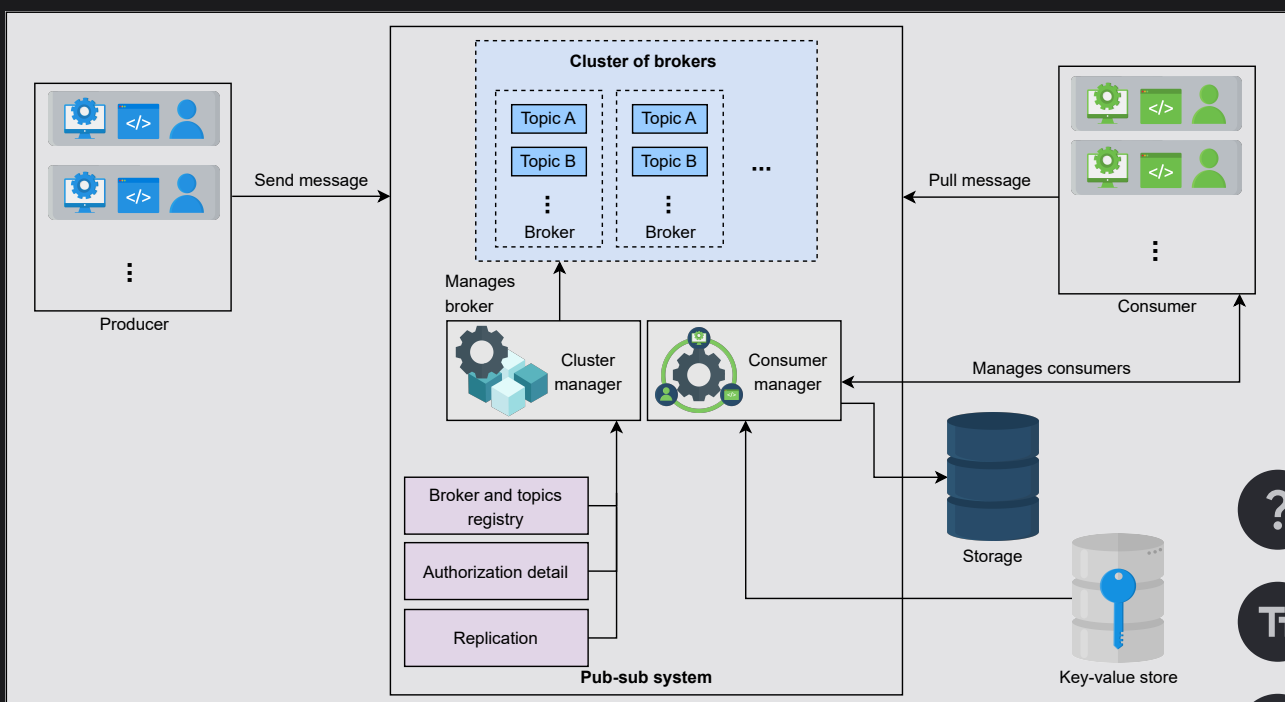 Cluster of brokers
Topic A
Topic A
</>
</>
Topic B
Topic B
...
</>
</>
Send message
Pull message
Broker
Broker
Producer
Consumer
Manages
broker
Cluster
manager
Consumer
manager
</>
Manages consumers
Broker and topics
registry
Authorization detail
Replication
Storage
Pub-sub system
Key-value store
?